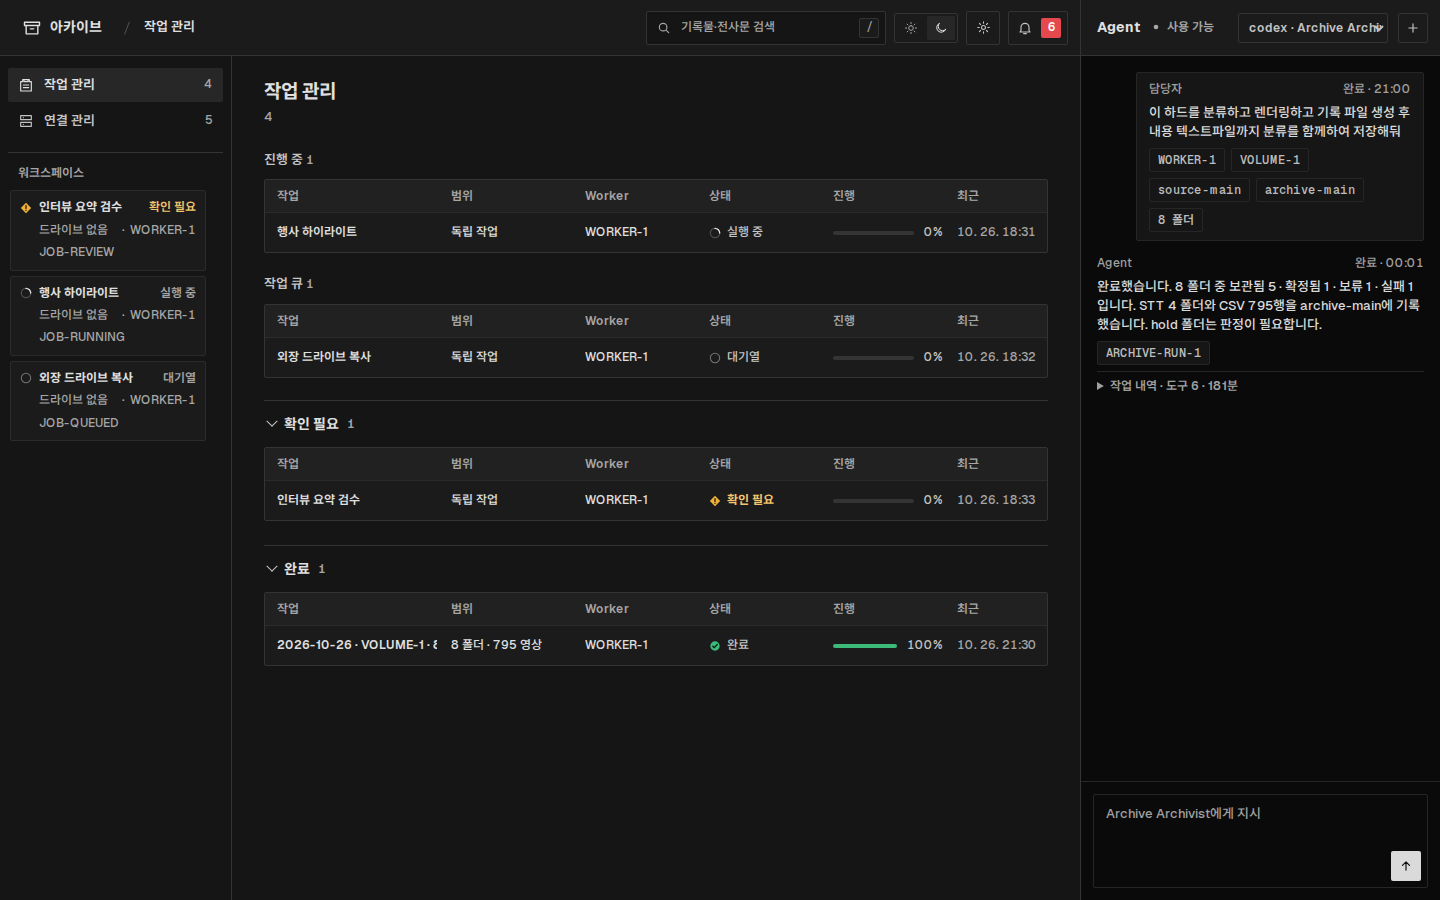 아카이브 / 작업 관리
기록물·전사문 검색 /
6
Agent • 사용 가능
codex · Archive Archiv
작업 관리 4
연결 관리 5
워크스페이스
인터뷰 요약 검수 확인 필요
드라이브 없음 · WORKER-1
JOB-REVIEW
행사 하이라이트 실행 중
드라이브 없음 · WORKER-1
JOB-RUNNING
외장 드라이브 복사 대기열
드라이브 없음 · WORKER-1
JOB-QUEUED
작업 관리
4
진행 중 1
작업 범위 Worker 상태 진행 최근
행사 하이라이트 독립 작업 WORKER-1 실행 중 0% 10. 26. 18:31
작업 큐 1
작업 범위 Worker 상태 진행 최근
외장 드라이브 복사 독립 작업 WORKER-1 대기열 0% 10. 26. 18:32
확인 필요 1
작업 범위 Worker 상태 진행 최근
인터뷰 요약 검수 독립 작업 WORKER-1 확인 필요 0% 10. 26. 18:33
완료 1
작업 범위 Worker 상태 진행 최근
2026-10-26 · VOLUME-1 · 8 폴더 · 795 영상 WORKER-1 완료 100% 10. 26. 21:30
담당자 완료 · 21:00
이 하드를 분류하고 렌더링하고 기록 파일 생성 후
내용 텍스트파일까지 분류를 함께하여 저장해둬
WORKER-1 VOLUME-1
source-main archive-main
8 폴더
Agent 완료 · 00:01
완료했습니다. 8 폴더 중 보관됨 5 · 확정됨 1 · 보류 1 · 실패 1
입니다. STT 4 폴더와 CSV 795행을 archive-main에 기록
했습니다. hold 폴더는 판정이 필요합니다.
ARCHIVE-RUN-1
작업 내역 · 도구 6 · 181분
Archive Archivist에게 지시